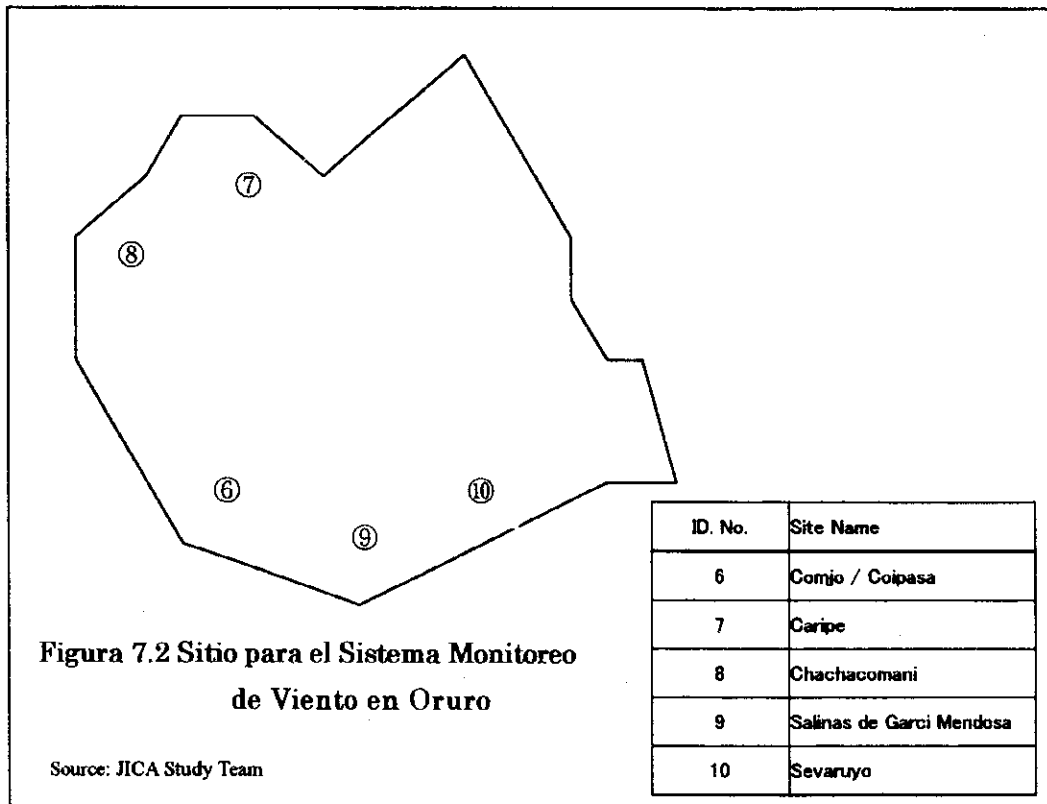 ⑦
⑧
⑥
⑩
⑨
Figura 7.2 Sitio para el Sistema Monitoreo
de Viento en Oruro
Source: JICA Study Team
ID. No. Site Name
6 Comjo / Coipasa
7 Caripe
8 Chachacomani
9 Salinas de Garci Mendosa
10 Sevaruyo